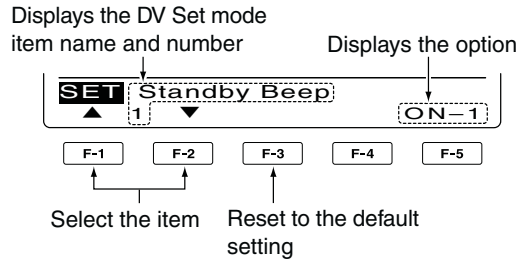 Displays the DV Set mode
item name and number
Displays the option
SET Standby Beep
1 ON–1
F-1 F-2 F-3 F-4 F-5
Select the item
Reset to the default
setting